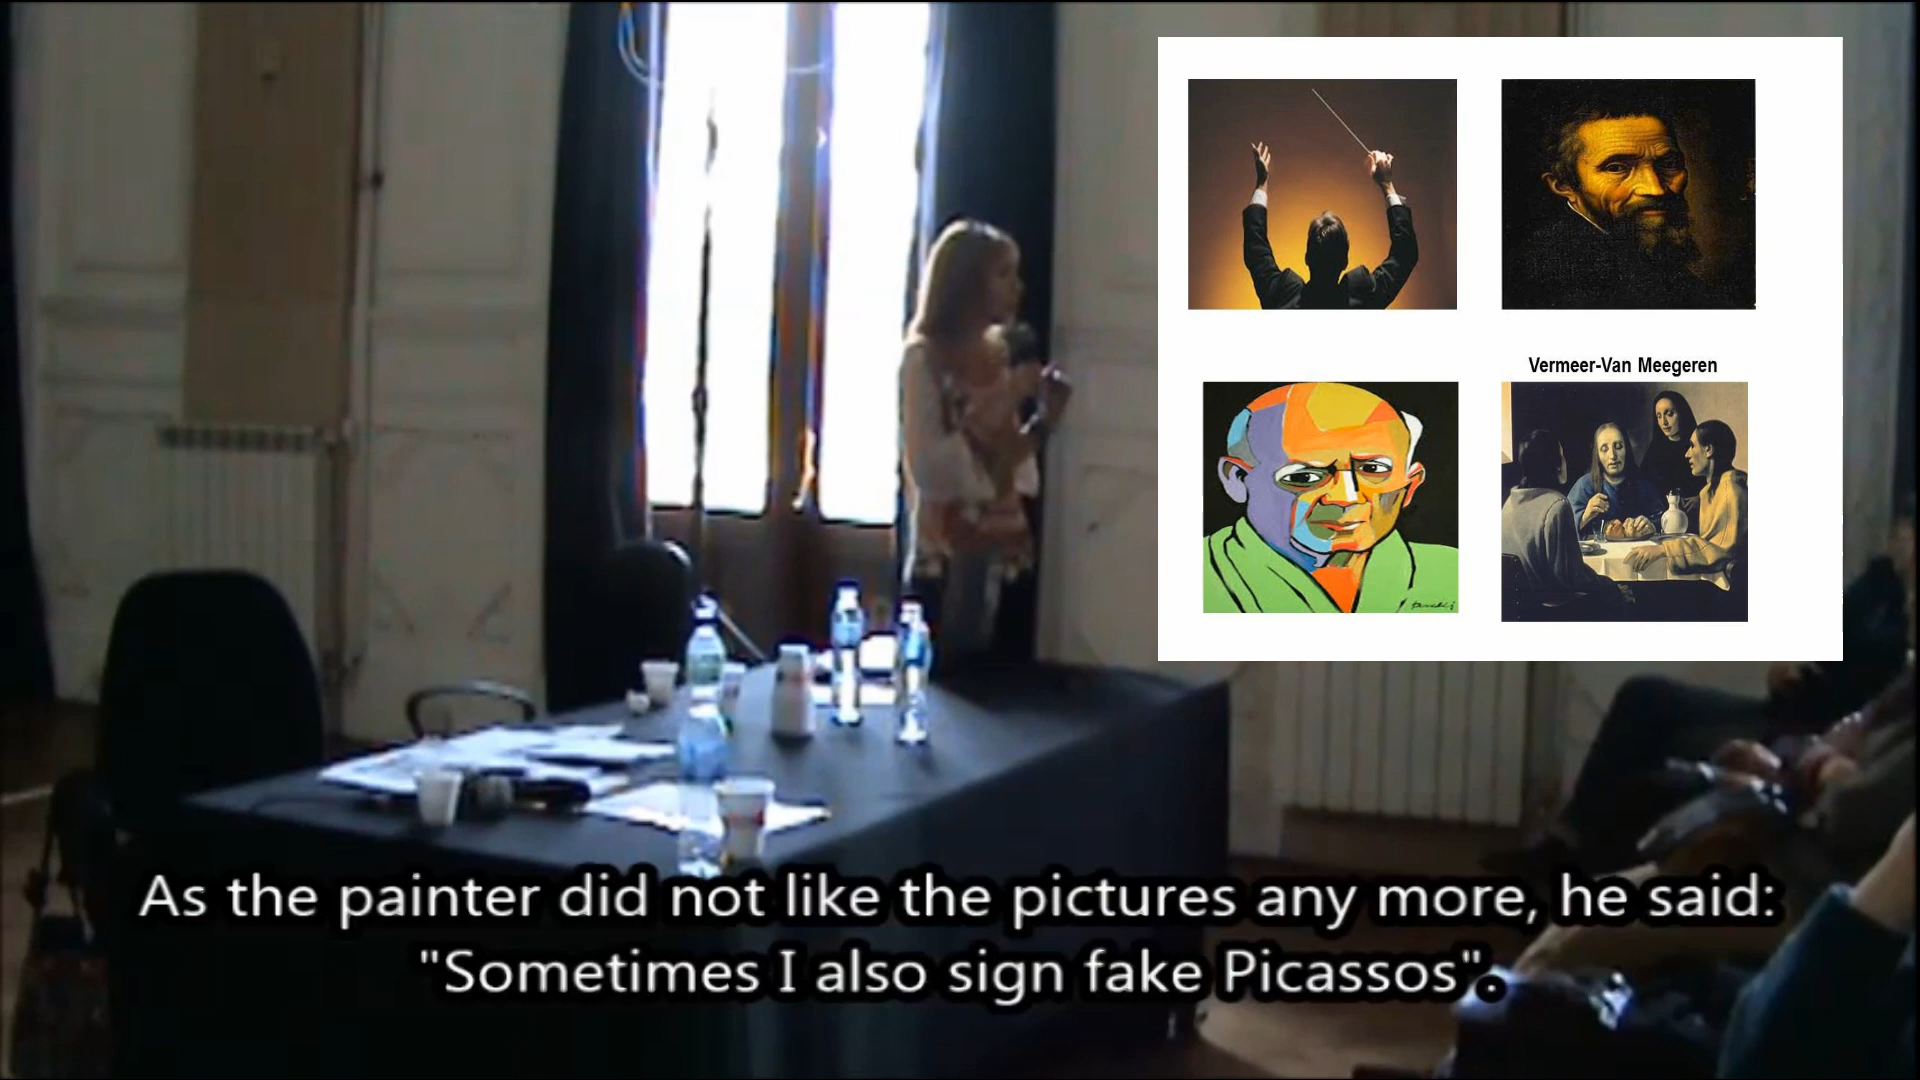 Vermeer-Van Meegeren
As the painter did not like the pictures any more, he said:
"Sometimes I also sign fake Picassos".